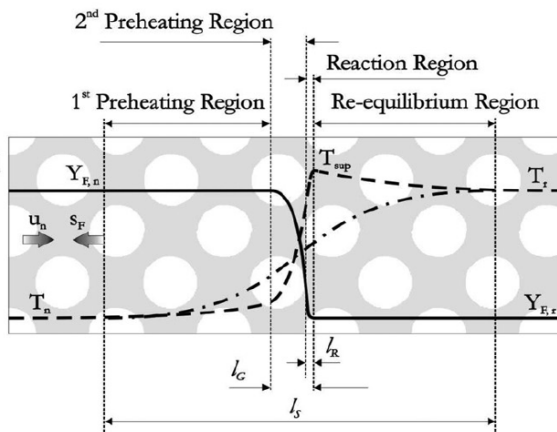 2nd Preheating Region
Reaction Region
1st Preheating Region
Re-equilibrium Region
Y_F, n
T_sup
T_r
u_n
s_F
T_n
Y_F, r
l_G
l_R
l_S